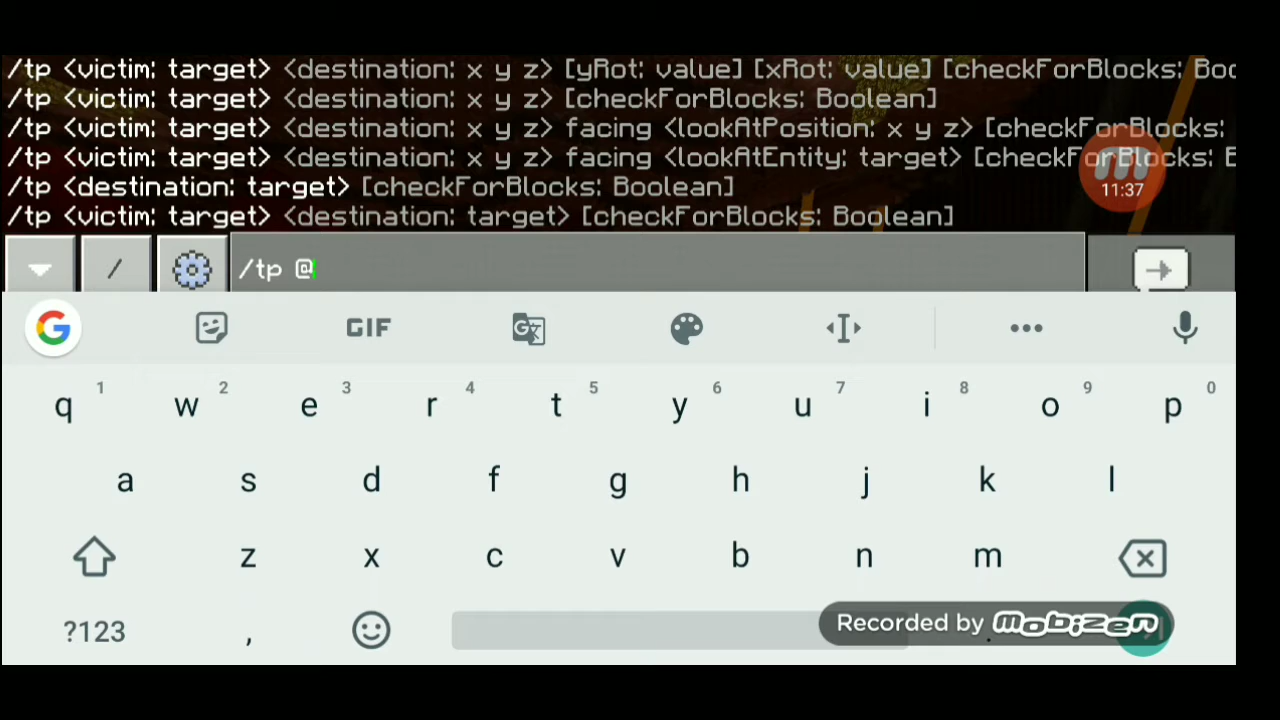 /tp <victim: target> <destination: x y z> [yRot: value] [xRot: value] [checkForBlocks: Boo
/tp <victim: target> <destination: x y z> [checkForBlocks: Boolean]
/tp <victim: target> <destination: x y z> facing <lookAtPosition: x y z> [checkForBlocks:
/tp <victim: target> <destination: x y z> facing <lookAtEntity: target> [checkForBlocks: B
/tp <destination: target> [checkForBlocks: Boolean]
/tp <victim: target> <destination: target> [checkForBlocks: Boolean]
11:37
/ /tp @
G GIF G
1 2 3 4 5 6 7 8 9 0
q w e r t y u i o p
a s d f g h j k l
z x c v b n m
?123 , .
Recorded by mobizen